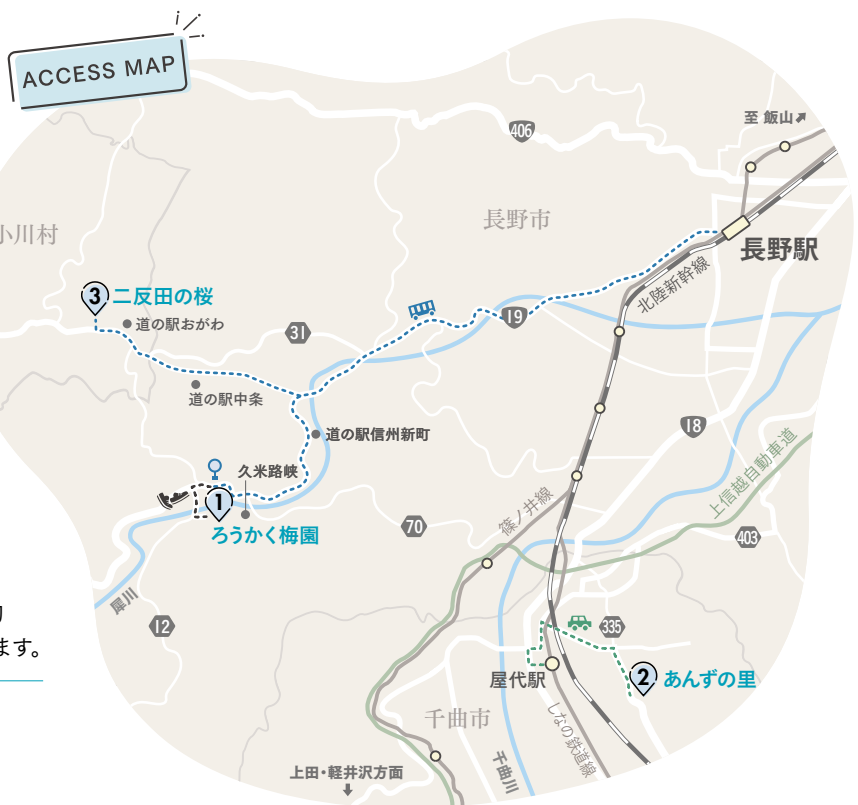 ACCESS MAP
至 飯山
406
小川村
長野市
長野駅
北陸新幹線
3 二反田の桜
道の駅おがわ
19
31
道の駅中条
道の駅信州新町
18
上信越自動車道
久米路峡
1
ろうかく梅園
70
篠ノ井線
403
犀川
12
335
ます。
屋代駅
2 あんずの里
千曲市
しなの鉄道線
千曲川
上田・軽井沢方面